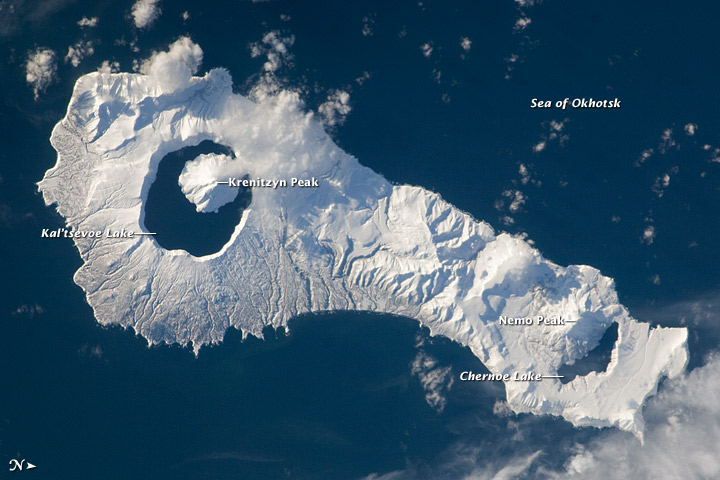 Sea of Okhotsk
Krenitzyn Peak
Kal'tsevoe Lake
Nemo Peak
Chernoe Lake
N